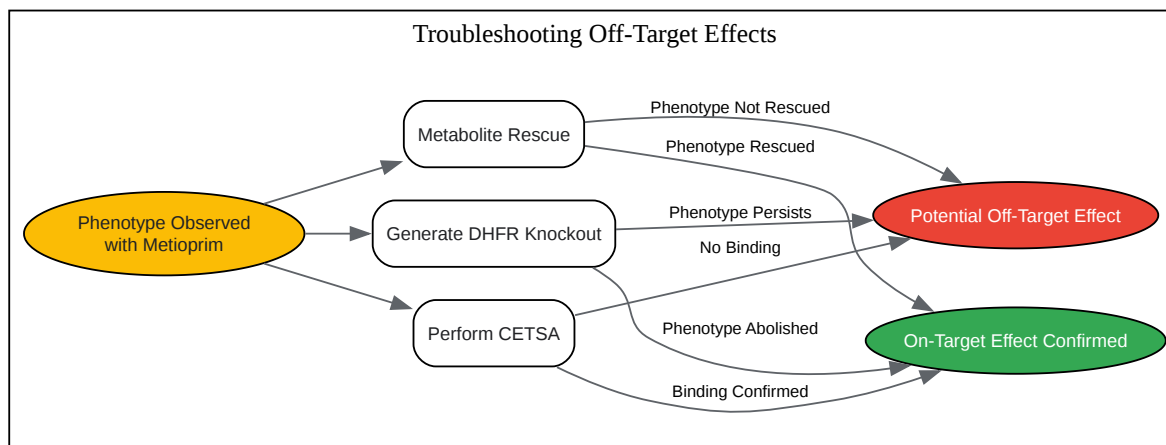 Troubleshooting Off-Target Effects
Phenotype Observed
with Metioprim
Metabolite Rescue
Generate DHFR Knockout
Perform CETSA
Phenotype Not Rescued
Phenotype Rescued
Phenotype Persists
No Binding
Phenotype Abolished
Binding Confirmed
Potential Off-Target Effect
On-Target Effect Confirmed